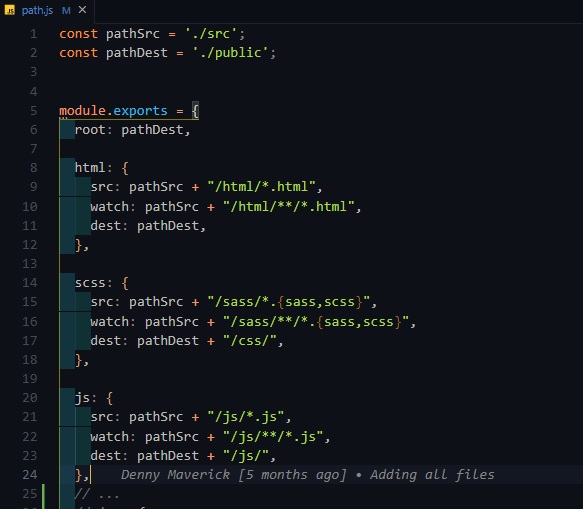 JS path.js M ×
1 const pathSrc = './src';
2 const pathDest = './public';
3
4
5 module.exports = {
6 root: pathDest,
7
8 html: {
9 src: pathSrc + "/html/*.html",
10 watch: pathSrc + "/html/**/*.html",
11 dest: pathDest,
12 },
13
14 scss: {
15 src: pathSrc + "/sass/*.{sass,scss}",
16 watch: pathSrc + "/sass/**/*.{sass,scss}",
17 dest: pathDest + "/css/",
18 },
19
20 js: {
21 src: pathSrc + "/js/*.js",
22 watch: pathSrc + "/js/**/*.js",
23 dest: pathDest + "/js/",
24 }, Denny Maverick [5 months ago] • Adding all files
25 // ...